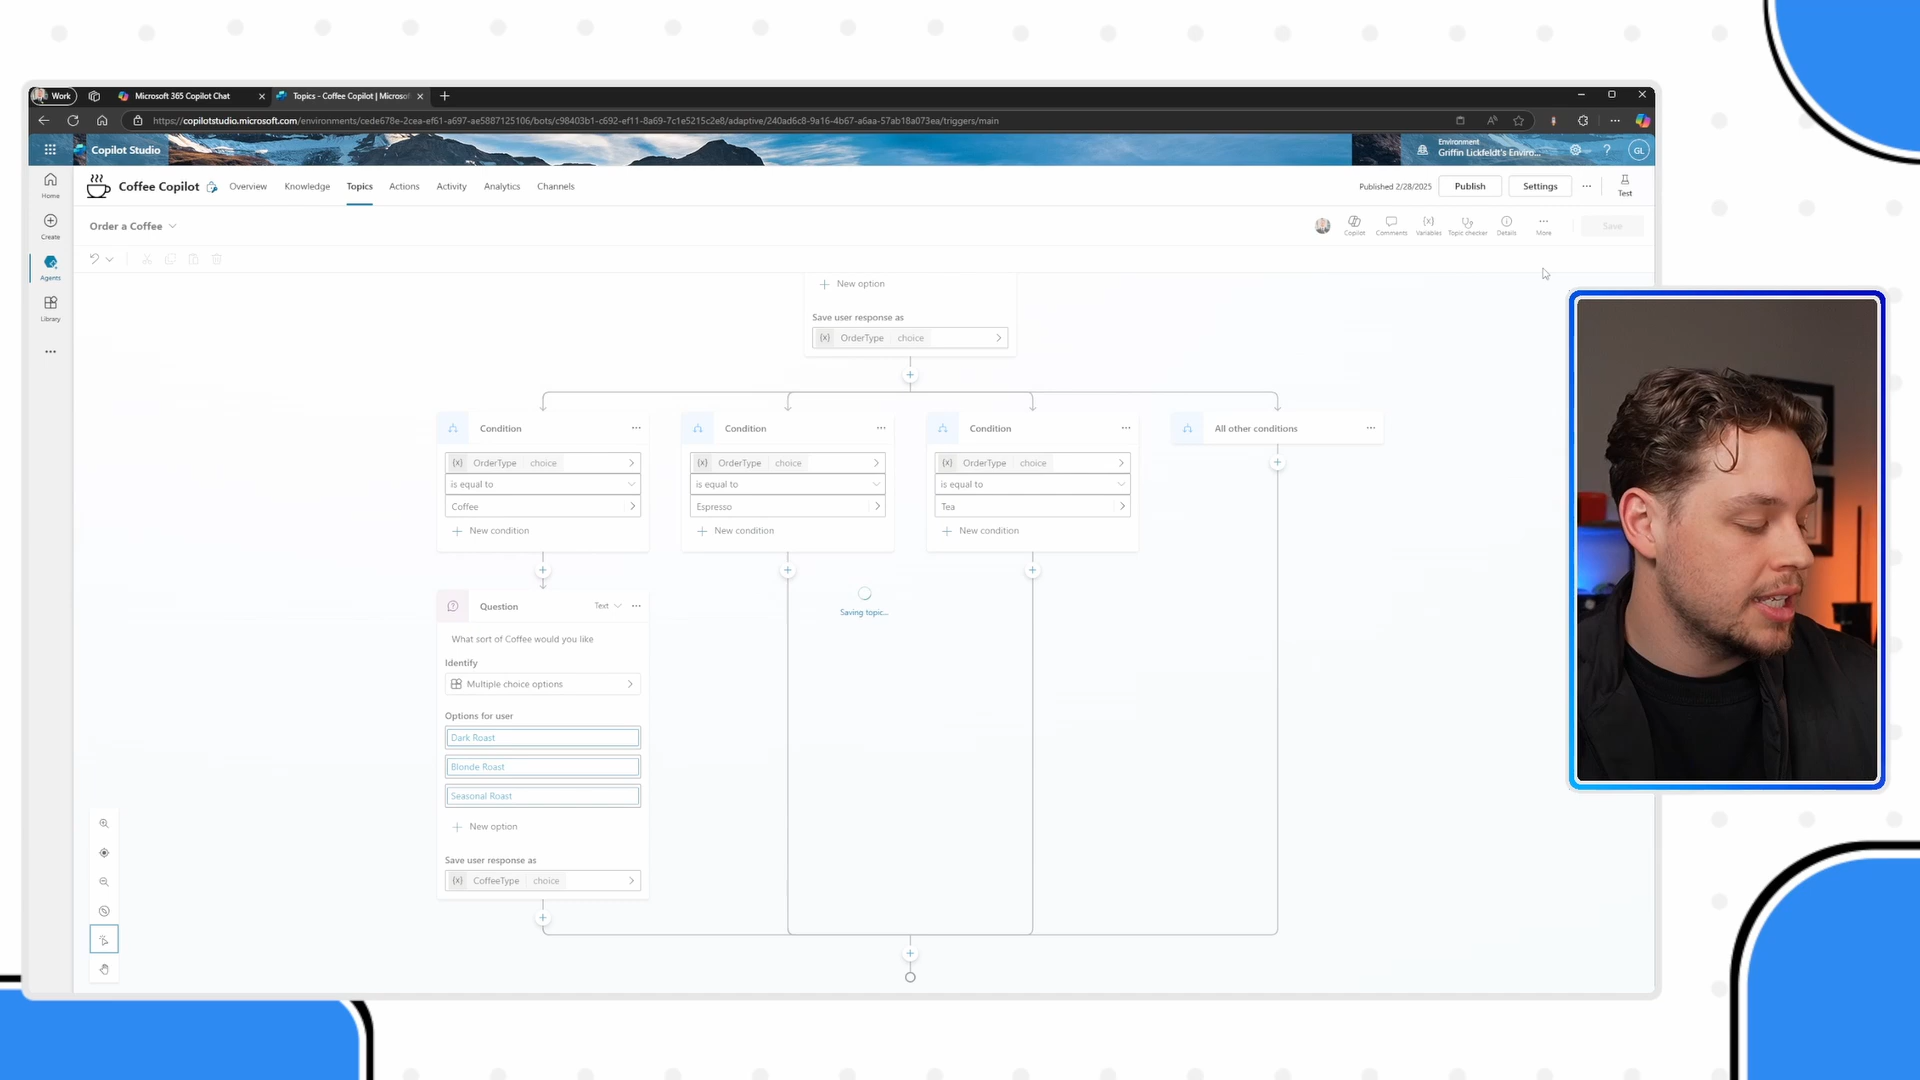 Work
Microsoft 365 Copilot Chat
Topics - Coffee Copilot | Microsof
https://copilotstudio.microsoft.com/environments/cede678e-2cea-ef61-a697-ae5887125106/bots/c98403b1-c692-ef11-8a69-7c1e5215c2e8/adaptive/240ad6c8-9a16-4b67-a6aa-57ab18a073ea/triggers/main
Copilot Studio
Environment
Griffin Lickfeldt's Enviro...
GL
Home
Create
Agents
Library
Coffee Copilot
Overview
Knowledge
Topics
Actions
Activity
Analytics
Channels
Published 2/28/2025
Publish
Settings
Test
Order a Coffee
Copilot
Comments
Variables
Topic checker
Details
More
Save
New option
Save user response as
{x} OrderType choice
Condition
Condition
Condition
All other conditions
{x} OrderType choice
{x} OrderType choice
{x} OrderType choice
is equal to
is equal to
is equal to
Coffee
Espresso
Tea
New condition
New condition
New condition
Saving topic...
Question
Text
What sort of Coffee would you like
Identify
Multiple choice options
Options for user
Dark Roast
Blonde Roast
Seasonal Roast
New option
Save user response as
{x} CoffeeType choice